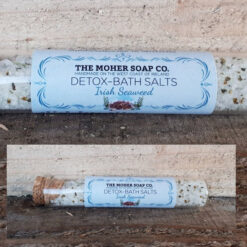 THE MOHER SOAP CO.
HANDMADE ON THE WEST COAST OF IRELAND
DETOX-BATH SALTS
Irish Seaweed
THE MOHER SOAP CO.
DETOX-BATH SALTS
Irish Seaweed